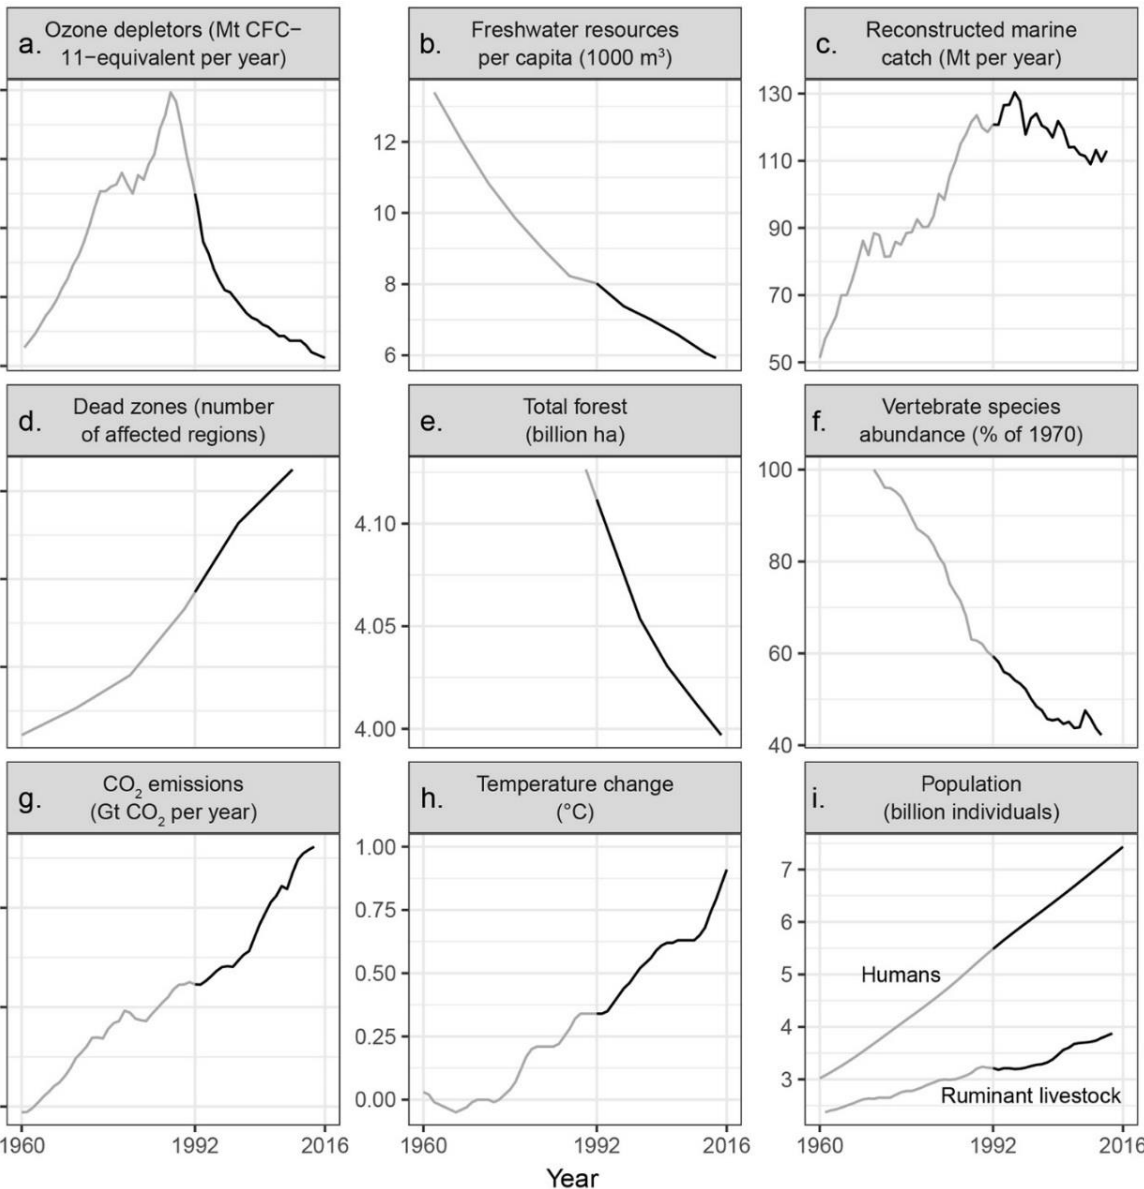 a.
Ozone depletors (Mt CFC−
11−equivalent per year)
b.
Freshwater resources
per capita (1000 m³)
c.
Reconstructed marine
catch (Mt per year)
12
10
8
6
130
110
90
70
50
d.
Dead zones (number
of affected regions)
e.
Total forest
(billion ha)
f.
Vertebrate species
abundance (% of 1970)
4.10
4.05
4.00
100
80
60
40
g.
CO₂ emissions
(Gt CO₂ per year)
h.
Temperature change
(°C)
i.
Population
(billion individuals)
1.00
0.75
0.50
0.25
0.00
7
6
5
4
3
Humans
Ruminant livestock
1960 1992 2016
1960 1992 2016
1960 1992 2016
Year